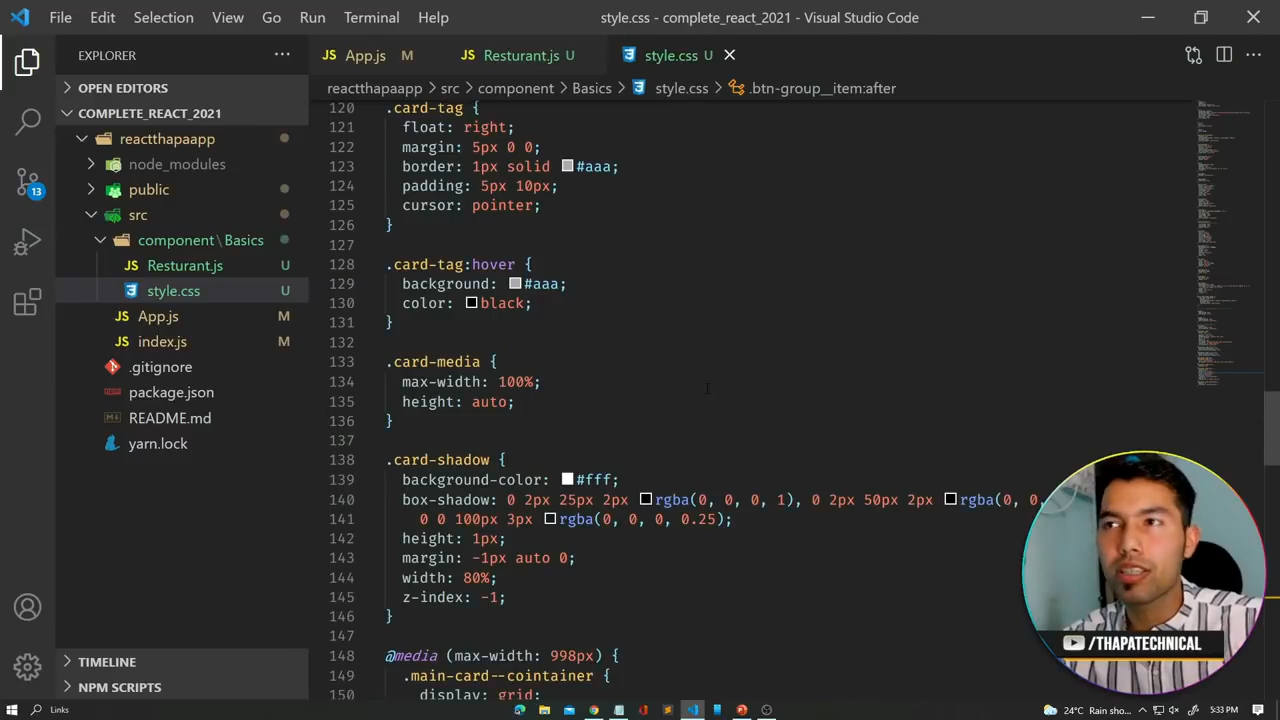 File Edit Selection View Go Run Terminal Help
style.css - complete_react_2021 - Visual Studio Code
EXPLORER
OPEN EDITORS
COMPLETE_REACT_2021
reactthapaapp
node_modules
public
src
component\Basics
Resturant.js U
style.css U
App.js M
index.js M
.gitignore
package.json
README.md
yarn.lock
TIMELINE
NPM SCRIPTS
13
App.js M Resturant.js U style.css U
reactthapaapp > src > component > Basics > style.css > .btn-group__item:after
120 .card-tag {
121 float: right;
122 margin: 5px 0 0;
123 border: 1px solid #aaa;
124 padding: 5px 10px;
125 cursor: pointer;
126 }
127
128 .card-tag:hover {
129 background: #aaa;
130 color: black;
131 }
132
133 .card-media {
134 max-width: 100%;
135 height: auto;
136 }
137
138 .card-shadow {
139 background-color: #fff;
140 box-shadow: 0 2px 25px 2px rgba(0, 0, 0, 1), 0 2px 50px 2px rgba(0, 0,
141 0 0 100px 3px rgba(0, 0, 0, 0.25);
142 height: 1px;
143 margin: -1px auto 0;
144 width: 80%;
145 z-index: -1;
146 }
147
148 @media (max-width: 998px) {
149 .main-card--cointainer {
150 display: grid;
/THAPATECHNICAL
Links
24°C Rain sho... 5:33 PM